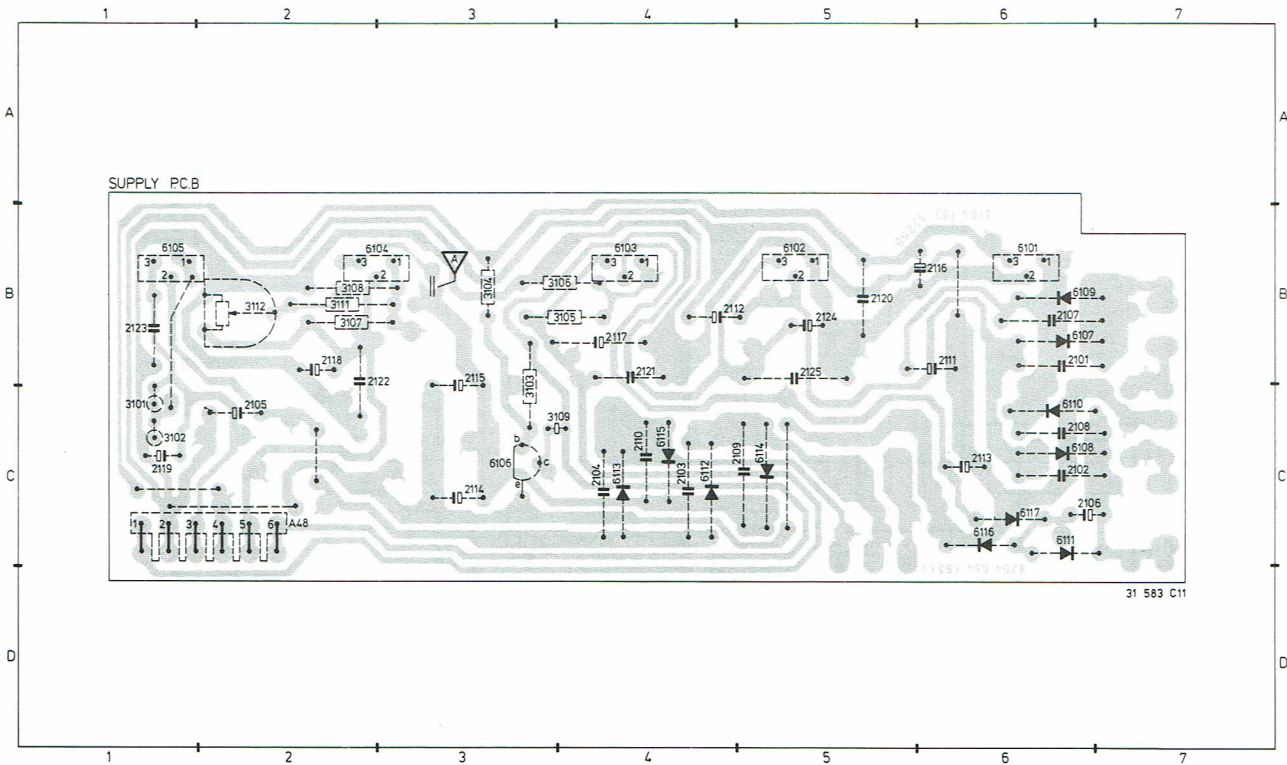 1 2 3 4 5 6 7
A A
SUPPLY P.C.B
6105 6104 6103 6102 6101
3 1 3 1 A 3 1 3 1 3 1
2 2 2 2 2
2116
3108 3104 3106
B B
6109
3112 3111 2120
2107
2123 3107 3105 2112 2124
2117 6107
2118 2111 2101
2122 2115 3103 2121 2125
3101 2105 6110
3109 2108
3102 b 2110 6115 6108
2119 6106 c 2104 6113 2103 6112 2109 6114 2113
C C
2102
e
2114
2106
1 2 3 4 5 6 A48 6117
6116 6111
31 583 C11
D D
1 2 3 4 5 6 7